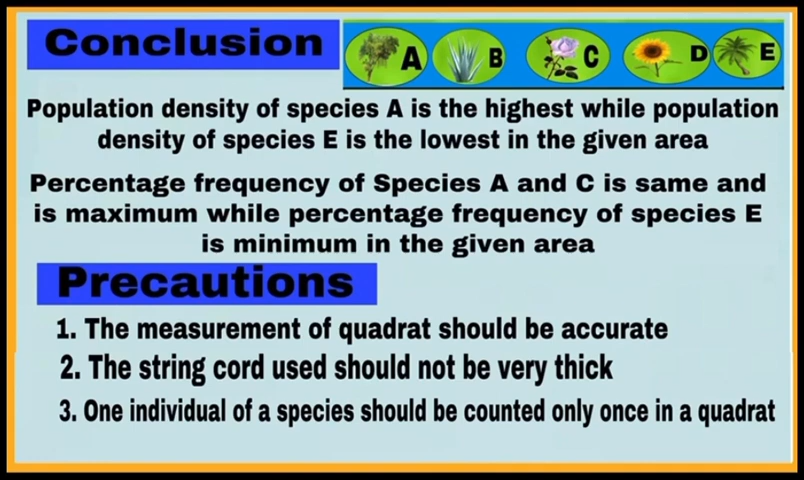 Conclusion
A B C D E
Population density of species A is the highest while population
density of species E is the lowest in the given area
Percentage frequency of Species A and C is same and
is maximum while percentage frequency of species E
is minimum in the given area
Precautions
1. The measurement of quadrat should be accurate
2. The string cord used should not be very thick
3. One individual of a species should be counted only once in a quadrat